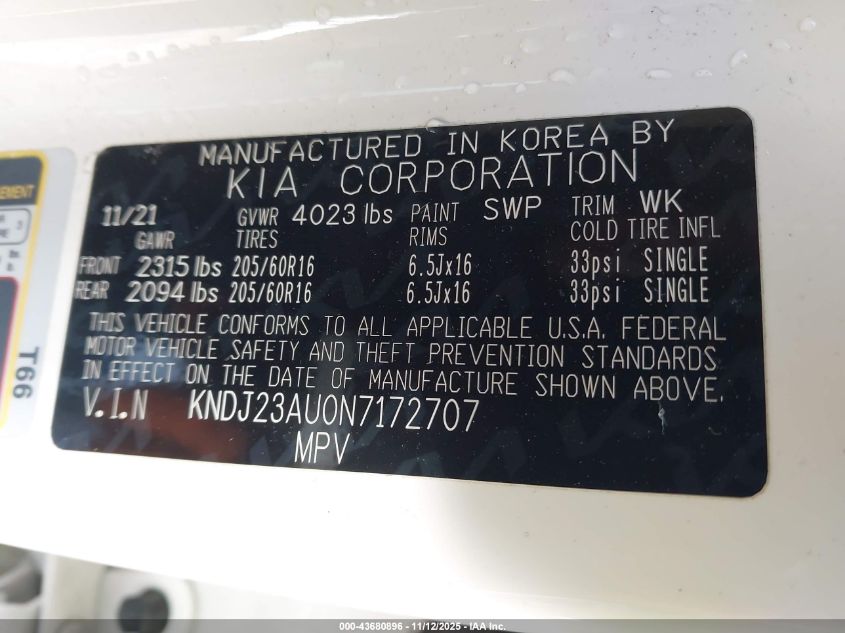 MANUFACTURED IN KOREA BY
KIA CORPORATION
11/21 GVWR 4023 lbs PAINT SWP TRIM WK
GAWR TIRES RIMS COLD TIRE INFL
FRONT 2315 lbs 205/60R16 6.5Jx16 33psi SINGLE
REAR 2094 lbs 205/60R16 6.5Jx16 33psi SINGLE
THIS VEHICLE CONFORMS TO ALL APPLICABLE U.S.A. FEDERAL
MOTOR VEHICLE SAFETY AND THEFT PREVENTION STANDARDS
IN EFFECT ON THE DATE OF MANUFACTURE SHOWN ABOVE.
V.I.N KNDJ23AU0N7172707
MPV
T66
000-43680896 - 11/12/2025 - IAA Inc.